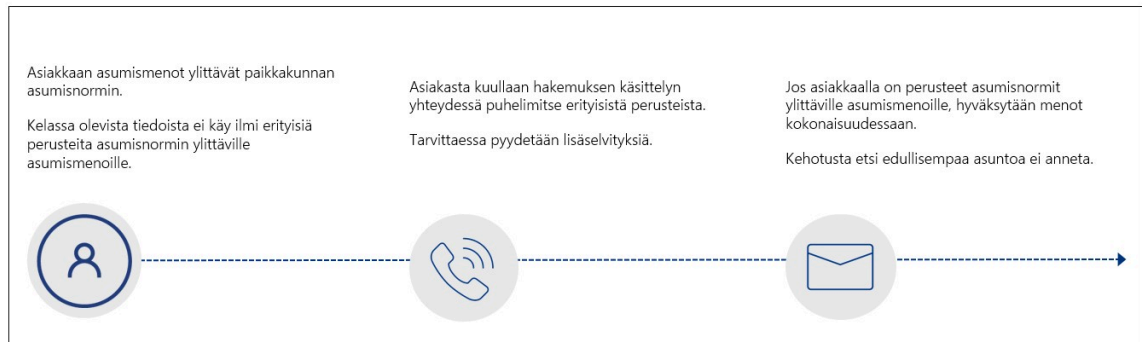 Asiakkaan asumismenot ylittävät paikkakunnan
asumisnormin.
Kelassa olevista tiedoista ei käy ilmi erityisiä
perusteita asumisnormin ylittäville
asumismenoille.
Asiakasta kuullaan hakemuksen käsittelyn
yhteydessä puhelimitse erityisistä perusteista.
Tarvittaessa pyydetään lisäselvityksiä.
Jos asiakkaalla on perusteet asumisnormit
ylittäville asumismenoille, hyväksytään menot
kokonaisuudessaan.
Kehotusta etsi edullisempaa asuntoa ei anneta.